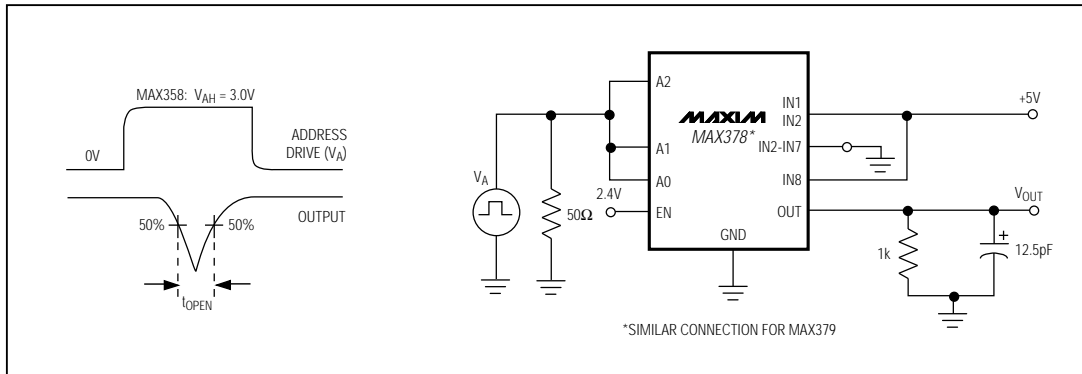 MAX358: V_AH = 3.0V
0V
ADDRESS
DRIVE (V_A)
OUTPUT
50%
50%
t_OPEN
V_A
50Ω
2.4V
A2
A1
A0
EN
MAXIM
MAX378*
GND
IN1
IN2
IN2-IN7
IN8
OUT
+5V
V_OUT
1k
+
12.5pF
*SIMILAR CONNECTION FOR MAX379